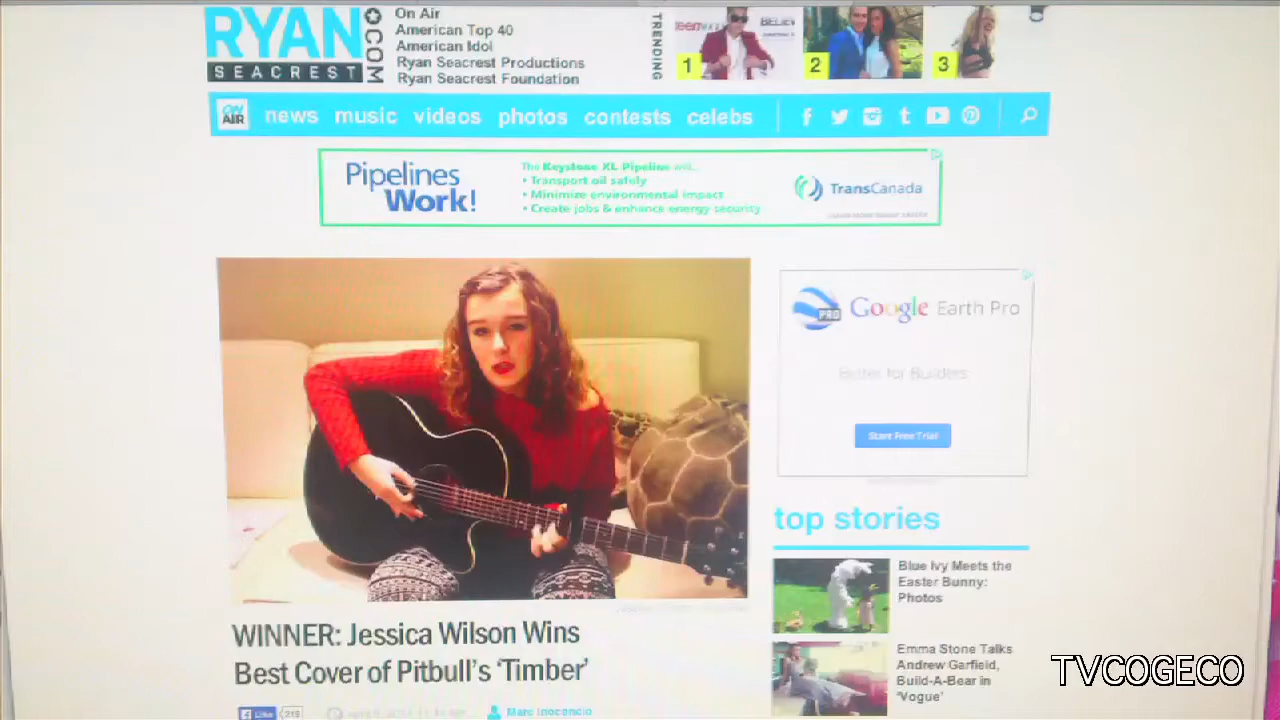 RYAN
SEACREST
.COM
On Air
American Top 40
American Idol
Ryan Seacrest Productions
Ryan Seacrest Foundation
TRENDING
1
2
3
ON
AIR
news music videos photos contests celebs
Pipelines
Work!
The Keystone XL Pipeline will...
• Transport oil safely
• Minimize environmental impact
• Create jobs & enhance energy security
TransCanada
PRO
Google Earth Pro
Better for Builders
Start Free Trial
WINNER: Jessica Wilson Wins
Best Cover of Pitbull's 'Timber'
Like
Marc Inocencio
top stories
Blue Ivy Meets the
Easter Bunny:
Photos
Emma Stone Talks
Andrew Garfield,
Build-A-Bear in
'Vogue'
TVCOGECO